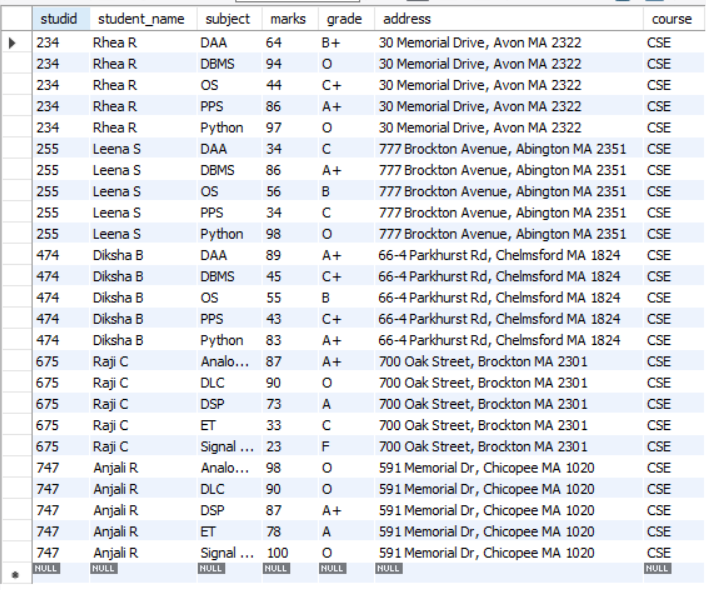 studid student_name subject marks grade address course
234 Rhea R DAA 64 B+ 30 Memorial Drive, Avon MA 2322 CSE
234 Rhea R DBMS 94 O 30 Memorial Drive, Avon MA 2322 CSE
234 Rhea R OS 44 C+ 30 Memorial Drive, Avon MA 2322 CSE
234 Rhea R PPS 86 A+ 30 Memorial Drive, Avon MA 2322 CSE
234 Rhea R Python 97 O 30 Memorial Drive, Avon MA 2322 CSE
255 Leena S DAA 34 C 777 Brockton Avenue, Abington MA 2351 CSE
255 Leena S DBMS 86 A+ 777 Brockton Avenue, Abington MA 2351 CSE
255 Leena S OS 56 B 777 Brockton Avenue, Abington MA 2351 CSE
255 Leena S PPS 34 C 777 Brockton Avenue, Abington MA 2351 CSE
255 Leena S Python 98 O 777 Brockton Avenue, Abington MA 2351 CSE
474 Diksha B DAA 89 A+ 66-4 Parkhurst Rd, Chelmsford MA 1824 CSE
474 Diksha B DBMS 45 C+ 66-4 Parkhurst Rd, Chelmsford MA 1824 CSE
474 Diksha B OS 55 B 66-4 Parkhurst Rd, Chelmsford MA 1824 CSE
474 Diksha B PPS 43 C+ 66-4 Parkhurst Rd, Chelmsford MA 1824 CSE
474 Diksha B Python 83 A+ 66-4 Parkhurst Rd, Chelmsford MA 1824 CSE
675 Raji C Analo... 87 A+ 700 Oak Street, Brockton MA 2301 CSE
675 Raji C DLC 90 O 700 Oak Street, Brockton MA 2301 CSE
675 Raji C DSP 73 A 700 Oak Street, Brockton MA 2301 CSE
675 Raji C ET 33 C 700 Oak Street, Brockton MA 2301 CSE
675 Raji C Signal ... 23 F 700 Oak Street, Brockton MA 2301 CSE
747 Anjali R Analo... 98 O 591 Memorial Dr, Chicopee MA 1020 CSE
747 Anjali R DLC 90 O 591 Memorial Dr, Chicopee MA 1020 CSE
747 Anjali R DSP 87 A+ 591 Memorial Dr, Chicopee MA 1020 CSE
747 Anjali R ET 78 A 591 Memorial Dr, Chicopee MA 1020 CSE
747 Anjali R Signal ... 100 O 591 Memorial Dr, Chicopee MA 1020 CSE
NULL NULL NULL NULL NULL NULL NULL